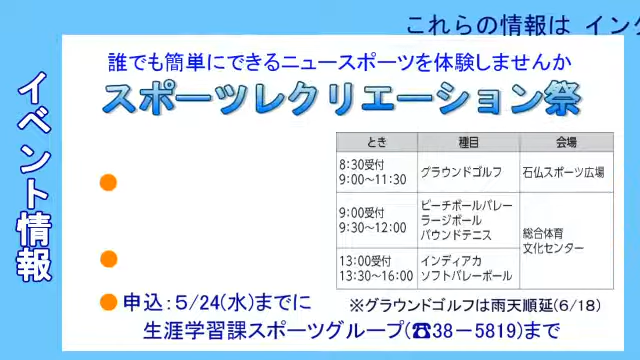 これらの情報は イン
イベント情報
誰でも簡単にできるニュースポーツを体験しませんか
スポーツレクリエーション祭
とき 種目 会場
8:30受付
9:00～11:30
グラウンドゴルフ
石仏スポーツ広場
9:00受付
9:30～12:00
ビーチボールバレー
ラージボール
バウンドテニス
総合体育
文化センター
13:00受付
13:30～16:00
インディアカ
ソフトバレーボール
●申込：5/24(水)までに
※グラウンドゴルフは雨天順延(6/18)
生涯学習課スポーツグループ(☎38－5819)まで